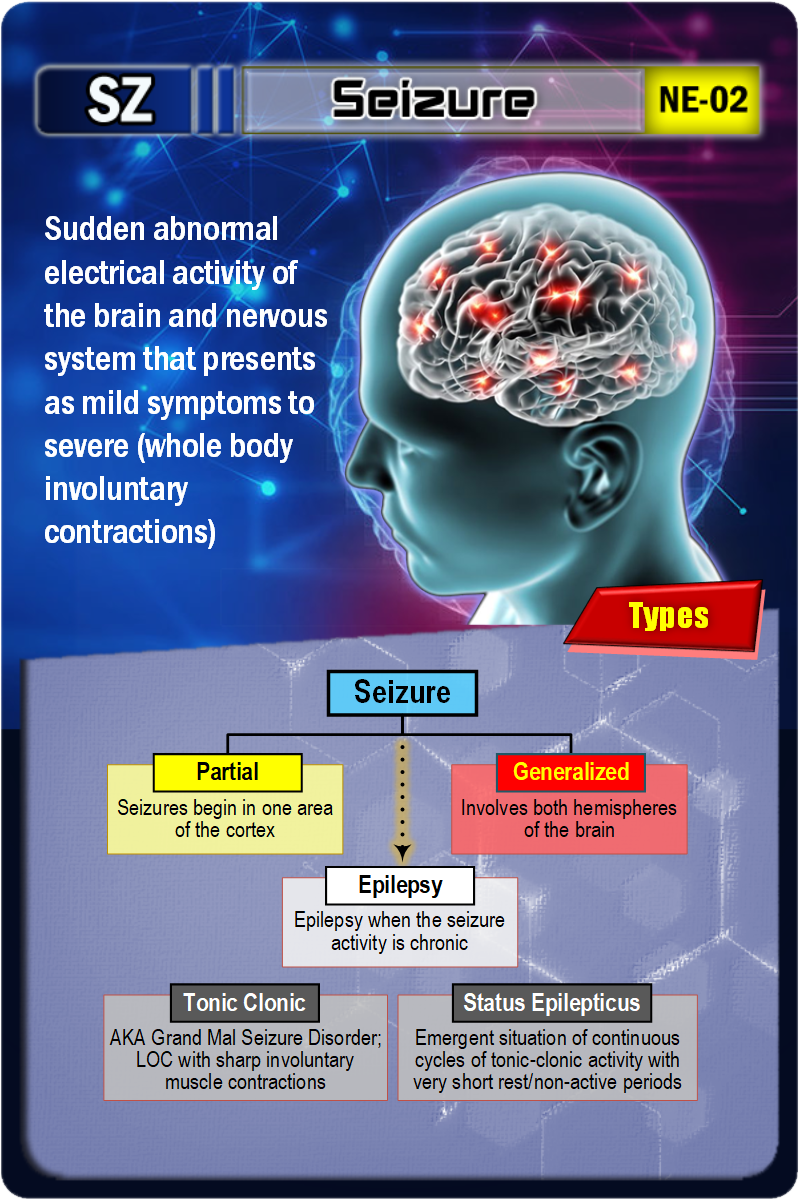 SZ
Seizure
NE-02
Sudden abnormal
electrical activity of
the brain and nervous
system that presents
as mild symptoms to
severe (whole body
involuntary
contractions)
Types
Seizure
Partial
Seizures begin in one area
of the cortex
Generalized
Involves both hemispheres
of the brain
Epilepsy
Epilepsy when the seizure
activity is chronic
Tonic Clonic
AKA Grand Mal Seizure Disorder;
LOC with sharp involuntary
muscle contractions
Status Epilepticus
Emergent situation of continuous
cycles of tonic-clonic activity with
very short rest/non-active periods